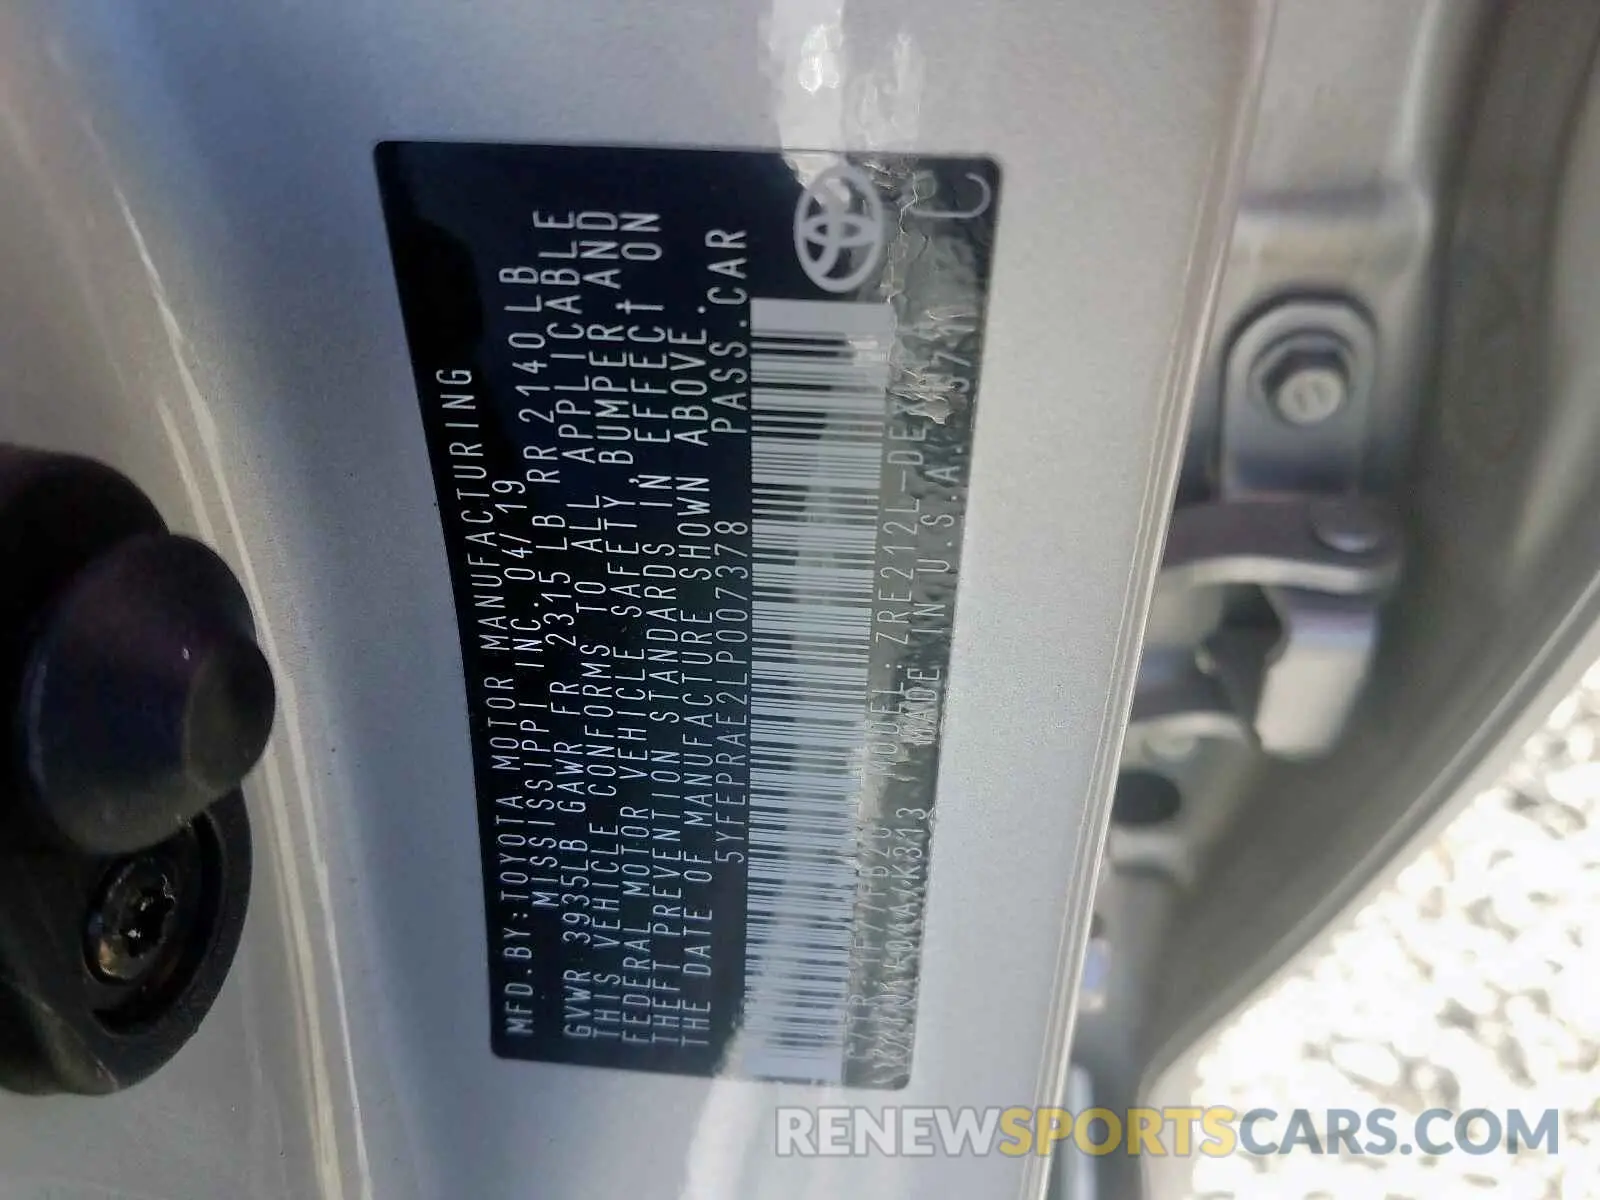 MFD.BY:TOYOTA MOTOR MANUFACTURING
MISSISSIPPI INC. 04/19
GVWR 3935LB GAWR FR 2315 LB RR 2140LB
THIS VEHICLE CONFORMS TO ALL APPLICABLE
FEDERAL MOTOR VEHICLE SAFETY, BUMPER, AND
THEFT PREVENTION STANDARDS IN EFFECT ON
THE DATE OF MANUFACTURE SHOWN ABOVE.
5YFEPRAE2LP007378 PASS.CAR
MODEL: ZRE212L-
MADE IN U.S.A.
C
RENEWSPORTSCARS.COM